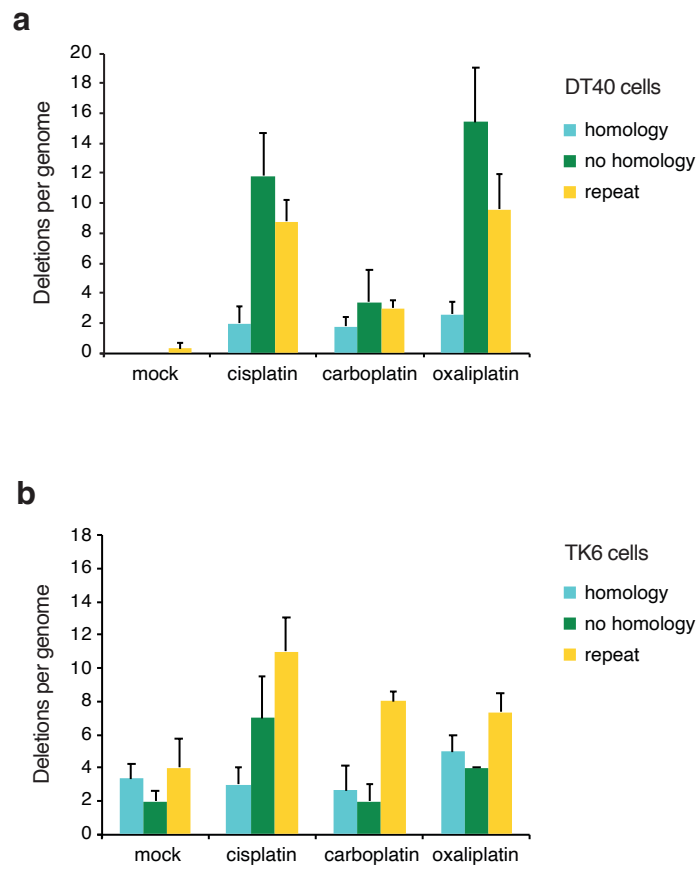 a
Deletions per genome
20
18
16
14
12
10
8
6
4
2
0
mock cisplatin carboplatin oxaliplatin
DT40 cells
homology
no homology
repeat
b
Deletions per genome
18
16
14
12
10
8
6
4
2
0
mock cisplatin carboplatin oxaliplatin
TK6 cells
homology
no homology
repeat